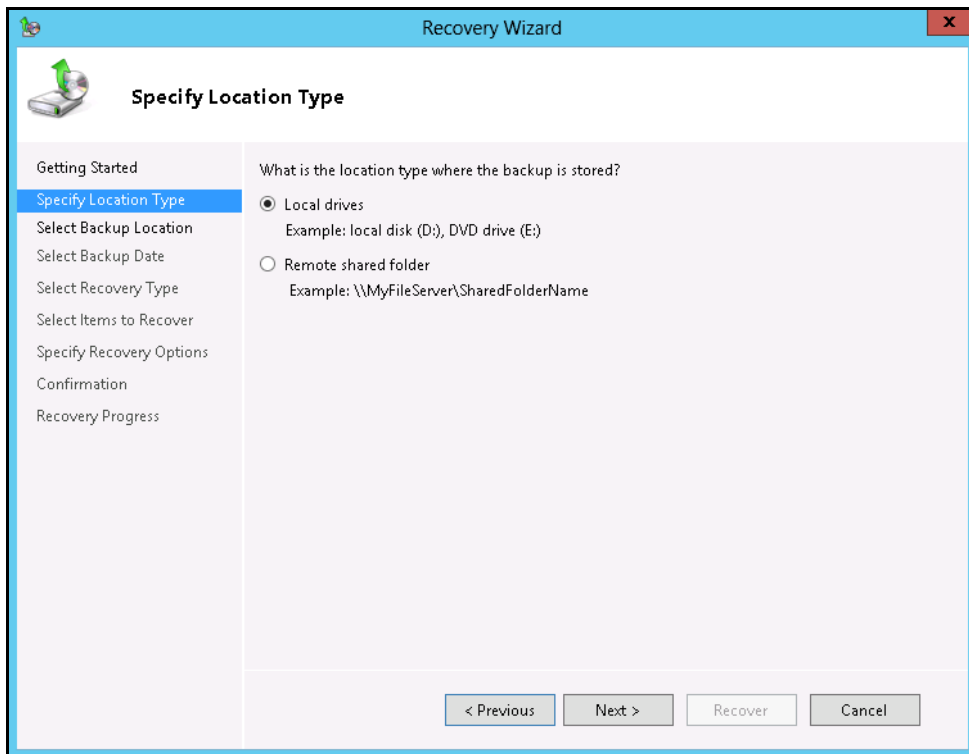 Recovery Wizard
x
Specify Location Type
Getting Started
Specify Location Type
Select Backup Location
Select Backup Date
Select Recovery Type
Select Items to Recover
Specify Recovery Options
Confirmation
Recovery Progress
What is the location type where the backup is stored?
Local drives
Example: local disk (D:), DVD drive (E:)
Remote shared folder
Example: \\MyFileServer\SharedFolderName
< Previous
Next >
Recover
Cancel